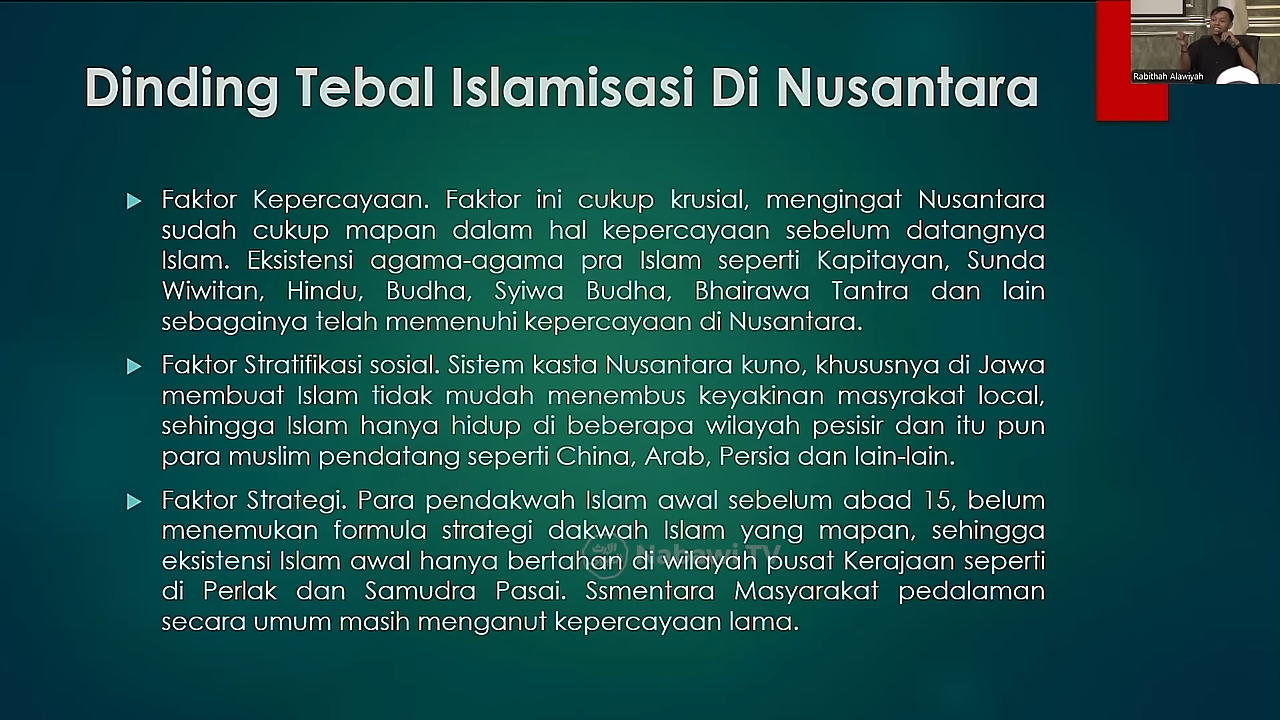 Rabithah Alawiyah
Dinding Tebal Islamisasi Di Nusantara
Faktor Kepercayaan. Faktor ini cukup krusial, mengingat Nusantara
sudah cukup mapan dalam hal kepercayaan sebelum datangnya
Islam. Eksistensi agama-agama pra Islam seperti Kapitayan, Sunda
Wiwitan, Hindu, Budha, Syiwa Budha, Bhairawa Tantra dan lain
sebagainya telah memenuhi kepercayaan di Nusantara.
Faktor Stratifikasi sosial. Sistem kasta Nusantara kuno, khususnya di Jawa
membuat Islam tidak mudah menembus keyakinan masyrakat local,
sehingga Islam hanya hidup di beberapa wilayah pesisir dan itu pun
para muslim pendatang seperti China, Arab, Persia dan lain-lain.
Faktor Strategi. Para pendakwah Islam awal sebelum abad 15, belum
menemukan formula strategi dakwah Islam yang mapan, sehingga
eksistensi Islam awal hanya bertahan di wilayah pusat Kerajaan seperti
di Perlak dan Samudra Pasai. Ssmentara Masyarakat pedalaman
secara umum masih menganut kepercayaan lama.
Nabawi TV